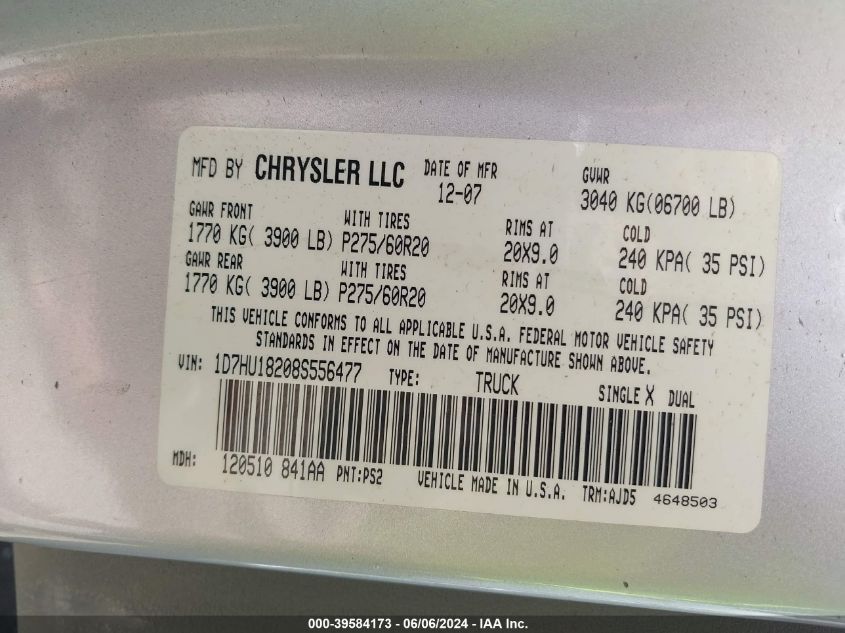 MFD BY CHRYSLER LLC DATE OF MFR GVWR
12-07 3040 KG(06700 LB)
GAWR FRONT WITH TIRES RIMS AT COLD
1770 KG( 3900 LB) P275/60R20 20X9.0 240 KPA( 35 PSI)
GAWR REAR WITH TIRES RIMS AT COLD
1770 KG( 3900 LB) P275/60R20 20X9.0 240 KPA( 35 PSI)
THIS VEHICLE CONFORMS TO ALL APPLICABLE U.S.A. FEDERAL MOTOR VEHICLE SAFETY
STANDARDS IN EFFECT ON THE DATE OF MANUFACTURE SHOWN ABOVE.
VIN: 1D7HU18208S556477 TYPE: TRUCK SINGLE X DUAL
MDH: 120510 841AA PNT:PS2 VEHICLE MADE IN U.S.A. TRM:AJD5 4648503
000-39584173 - 06/06/2024 - IAA Inc.